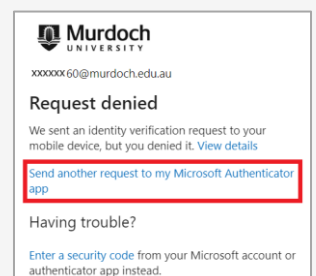 Murdoch
UNIVERSITY
xxxxxx60@murdoch.edu.au
Request denied
We sent an identity verification request to your
mobile device, but you denied it. View details
Send another request to my Microsoft Authenticator
app
Having trouble?
Enter a security code from your Microsoft account or
authenticator app instead.